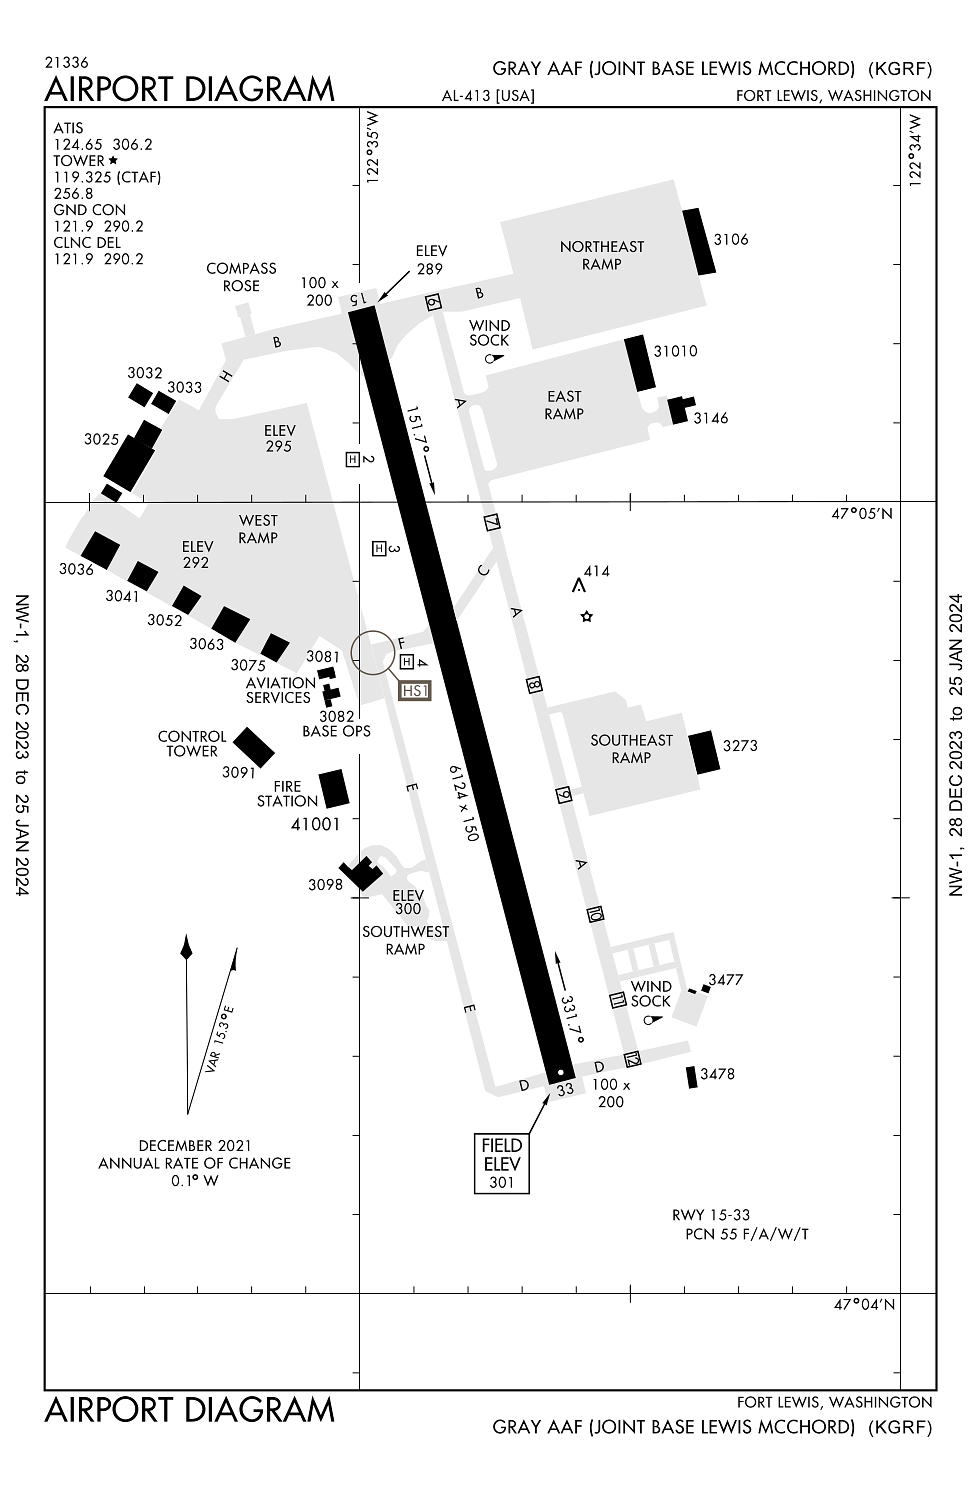 21336
AIRPORT DIAGRAM
GRAY AAF (JOINT BASE LEWIS MCCHORD) (KGRF)
AL-413 [USA]
FORT LEWIS, WASHINGTON
ATIS
124.65 306.2
TOWER ★
119.325 (CTAF)
256.8
GND CON
121.9 290.2
CLNC DEL
121.9 290.2
122°35'W
122°34'W
COMPASS
ROSE
100 x
200
ELEV
289
15
B
6
B
NORTHEAST
RAMP
3106
WIND
SOCK
H
A
31010
EAST
RAMP
3146
3032
3033
3025
ELEV
295
151.7°
H 2
47°05'N
WEST
RAMP
ELEV
292
7
H 3
C
3036
3041
3052
3063
3075
414
A
F
H 4
HS1
3081
AVIATION
SERVICES
3082
BASE OPS
8
CONTROL
TOWER
3091
FIRE
STATION
41001
SOUTHEAST
RAMP
3273
E
6124 x 150
9
A
3098
ELEV
300
SOUTHWEST
RAMP
10
VAR 15.3°E
E
331.7°
11
WIND
SOCK
3477
D
33
D
12
100 x
200
3478
FIELD
ELEV
301
DECEMBER 2021
ANNUAL RATE OF CHANGE
0.1° W
RWY 15-33
PCN 55 F/A/W/T
47°04'N
NW-1, 28 DEC 2023 to 25 JAN 2024
NW-1, 28 DEC 2023 to 25 JAN 2024
AIRPORT DIAGRAM
FORT LEWIS, WASHINGTON
GRAY AAF (JOINT BASE LEWIS MCCHORD) (KGRF)